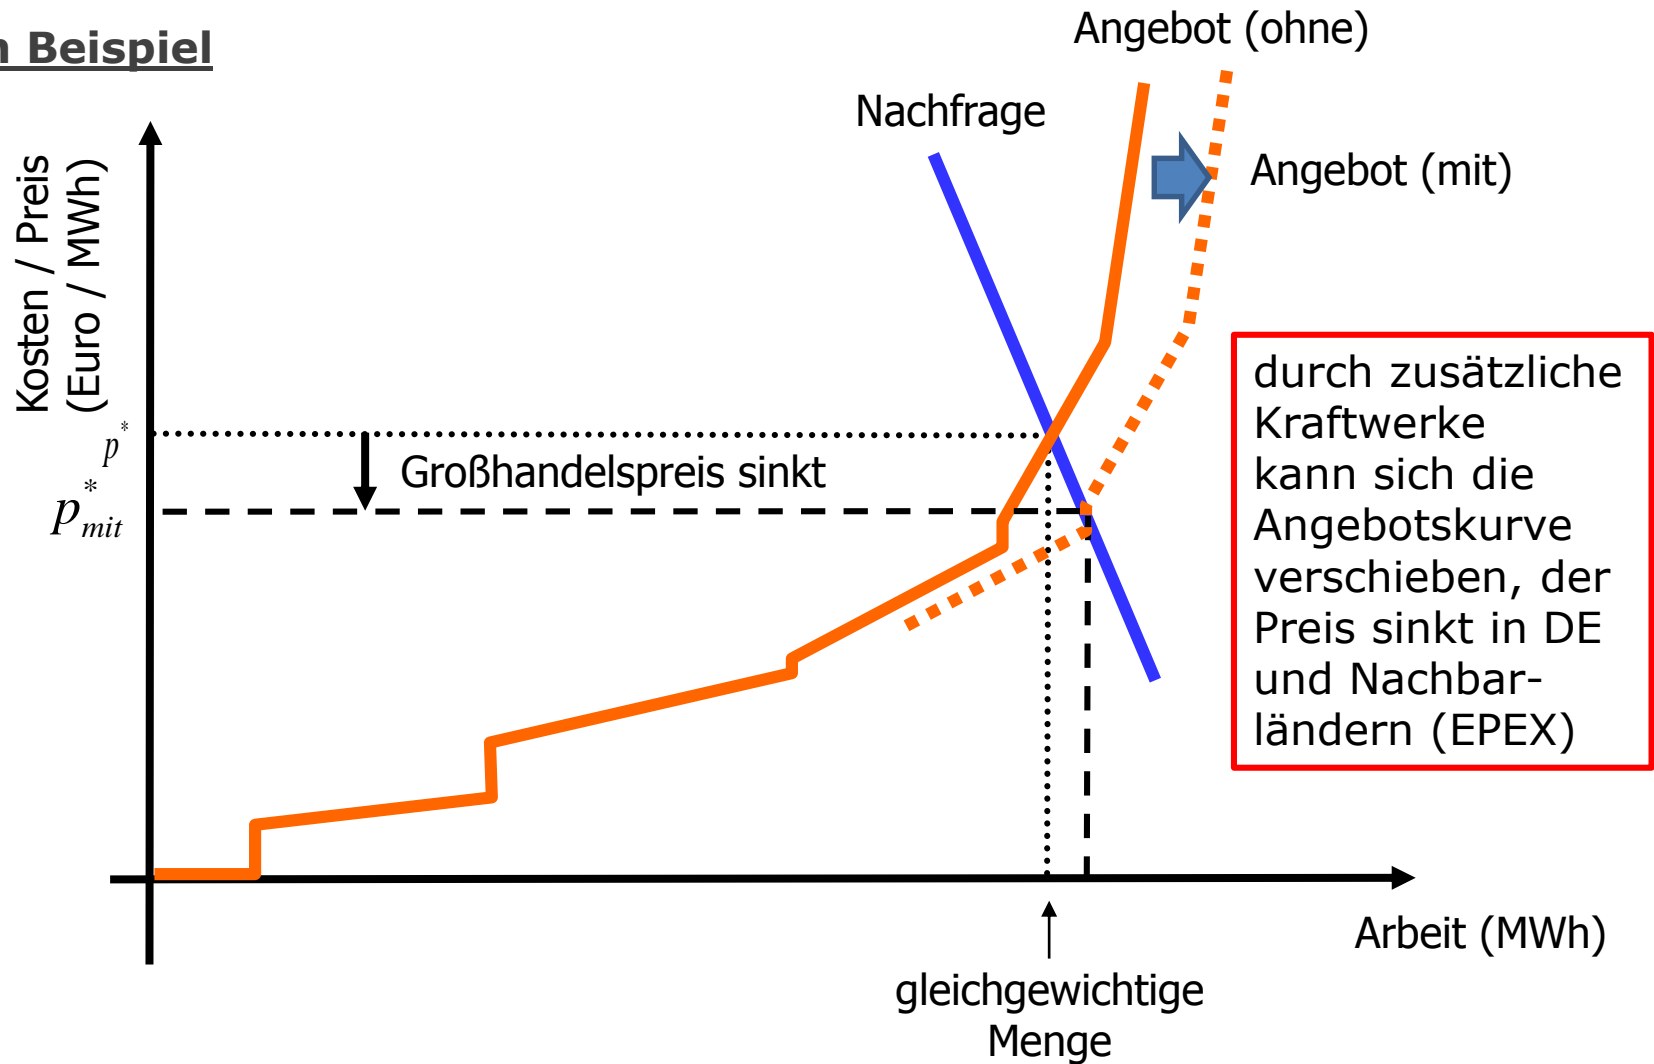 n Beispiel
Angebot (ohne)
Nachfrage
Angebot (mit)
Kosten / Preis
(Euro / MWh)
p*
Großhandelspreis sinkt
p*mit
durch zusätzliche
Kraftwerke
kann sich die
Angebotskurve
verschieben, der
Preis sinkt in DE
und Nachbar-
ländern (EPEX)
Arbeit (MWh)
gleichgewichtige
Menge